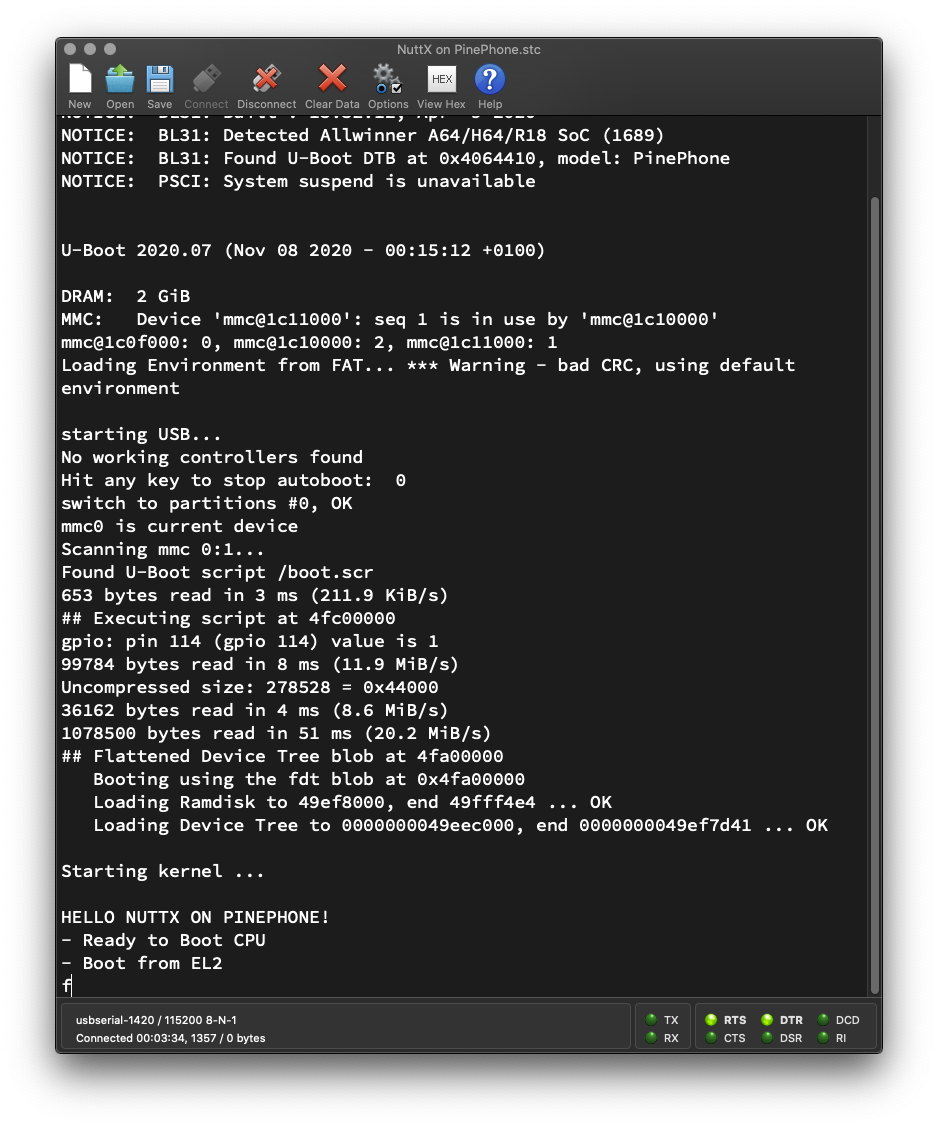 NuttX on PinePhone.stc
New Open Save Connect Disconnect Clear Data Options HEX View Hex ? Help
NOTICE:  BL31: Detected Allwinner A64/H64/R18 SoC (1689)
NOTICE:  BL31: Found U-Boot DTB at 0x4064410, model: PinePhone
NOTICE:  PSCI: System suspend is unavailable
U-Boot 2020.07 (Nov 08 2020 - 00:15:12 +0100)
DRAM:  2 GiB
MMC:   Device 'mmc@1c11000': seq 1 is in use by 'mmc@1c10000'
mmc@1c0f000: 0, mmc@1c10000: 2, mmc@1c11000: 1
Loading Environment from FAT... *** Warning - bad CRC, using default
environment
starting USB...
No working controllers found
Hit any key to stop autoboot:  0
switch to partitions #0, OK
mmc0 is current device
Scanning mmc 0:1...
Found U-Boot script /boot.scr
653 bytes read in 3 ms (211.9 KiB/s)
## Executing script at 4fc00000
gpio: pin 114 (gpio 114) value is 1
99784 bytes read in 8 ms (11.9 MiB/s)
Uncompressed size: 278528 = 0x44000
36162 bytes read in 4 ms (8.6 MiB/s)
1078500 bytes read in 51 ms (20.2 MiB/s)
## Flattened Device Tree blob at 4fa00000
   Booting using the fdt blob at 0x4fa00000
   Loading Ramdisk to 49ef8000, end 49fff4e4 ... OK
   Loading Device Tree to 0000000049eec000, end 0000000049ef7d41 ... OK
Starting kernel ...
HELLO NUTTX ON PINEPHONE!
- Ready to Boot CPU
- Boot from EL2
f
usbserial-1420 / 115200 8-N-1
Connected 00:03:34, 1357 / 0 bytes
TX RTS DTR DCD
RX CTS DSR RI